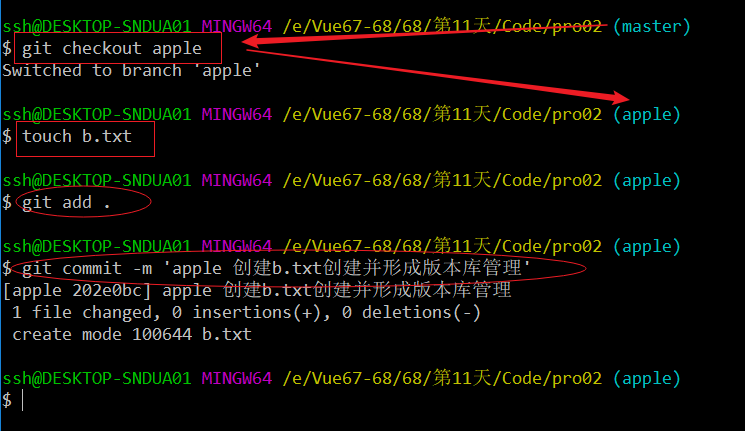 ssh@DESKTOP-SNDUA01 MINGW64 /e/Vue67-68/68/第11天/Code/pro02 (master)
$ git checkout apple
Switched to branch 'apple'
ssh@DESKTOP-SNDUA01 MINGW64 /e/Vue67-68/68/第11天/Code/pro02 (apple)
$ touch b.txt
ssh@DESKTOP-SNDUA01 MINGW64 /e/Vue67-68/68/第11天/Code/pro02 (apple)
$ git add .
ssh@DESKTOP-SNDUA01 MINGW64 /e/Vue67-68/68/第11天/Code/pro02 (apple)
$ git commit -m 'apple 创建b.txt创建并形成版本库管理'
[apple 202e0bc] apple 创建b.txt创建并形成版本库管理
1 file changed, 0 insertions(+), 0 deletions(-)
create mode 100644 b.txt
ssh@DESKTOP-SNDUA01 MINGW64 /e/Vue67-68/68/第11天/Code/pro02 (apple)
$